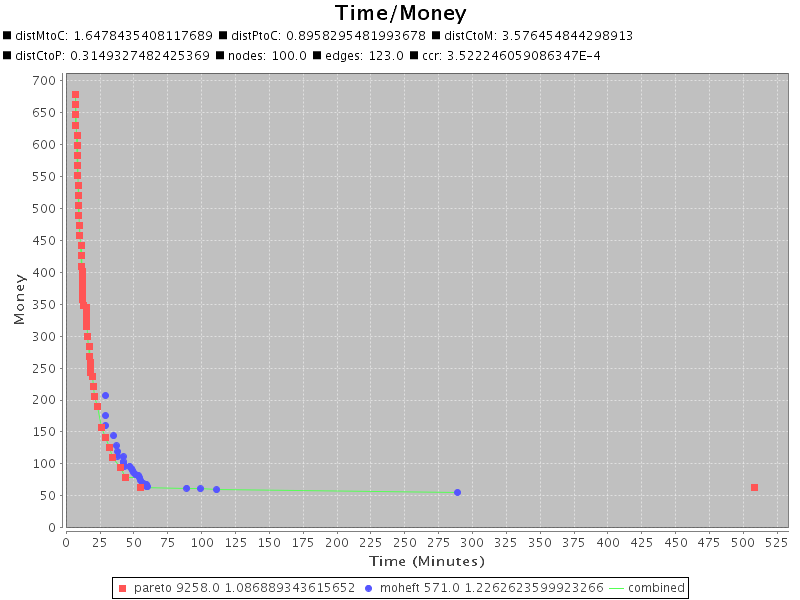 Time/Money
distMtoC: 1.6478435408117689 distPtoC: 0.8958295481993678 distCtoM: 3.576454844298913
distCtoP: 0.3149327482425369 nodes: 100.0 edges: 123.0 ccr: 3.522246059086347E-4
700
650
600
550
500
450
400
350
300
250
200
150
100
50
0
Money
0 25 50 75 100 125 150 175 200 225 250 275 300 325 350 375 400 425 450 475 500 525
Time (Minutes)
pareto 9258.0 1.086889343615652 moheft 571.0 1.2262623599923266 combined